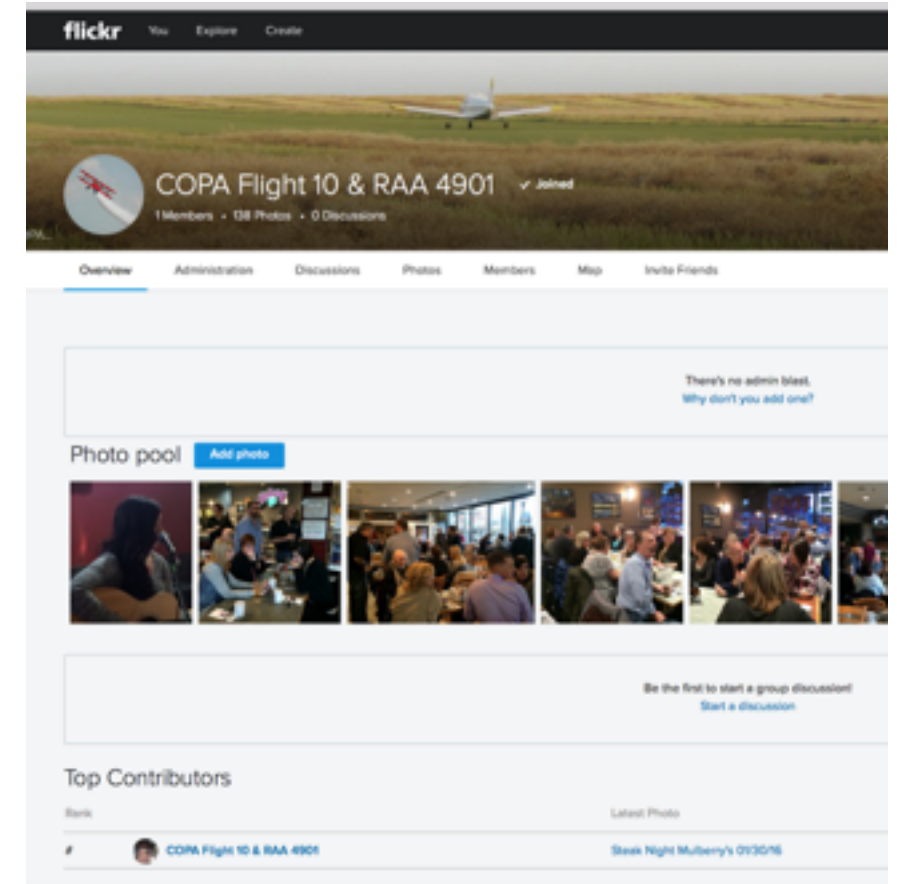 flickr You Explore Create
COPA Flight 10 & RAA 4901 ✓ Joined
1 Members • 138 Photos • 0 Discussions
Overview Administration Discussions Photos Members Map Invite Friends
There's no admin blast.
Why don't you add one?
Photo pool Add photo
Be the first to start a group discussion!
Start a discussion
Top Contributors
Rank Latest Photo
# COPA Flight 10 & RAA 4901 Steak Night Mulberry's 01/30/16